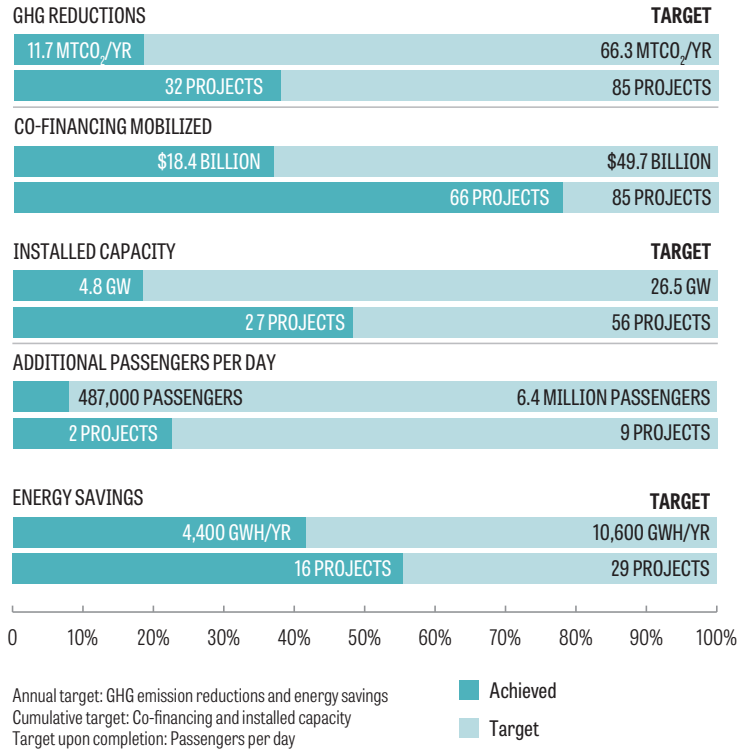 GHG REDUCTIONS TARGET
11.7 MTCO₂/YR 66.3 MTCO₂/YR
32 PROJECTS 85 PROJECTS
CO-FINANCING MOBILIZED
$18.4 BILLION $49.7 BILLION
66 PROJECTS 85 PROJECTS
INSTALLED CAPACITY TARGET
4.8 GW 26.5 GW
2 7 PROJECTS 56 PROJECTS
ADDITIONAL PASSENGERS PER DAY
487,000 PASSENGERS 6.4 MILLION PASSENGERS
2 PROJECTS 9 PROJECTS
ENERGY SAVINGS TARGET
4,400 GWH/YR 10,600 GWH/YR
16 PROJECTS 29 PROJECTS
0 10% 20% 30% 40% 50% 60% 70% 80% 90% 100%
Annual target: GHG emission reductions and energy savings
Cumulative target: Co-financing and installed capacity
Target upon completion: Passengers per day
Achieved
Target